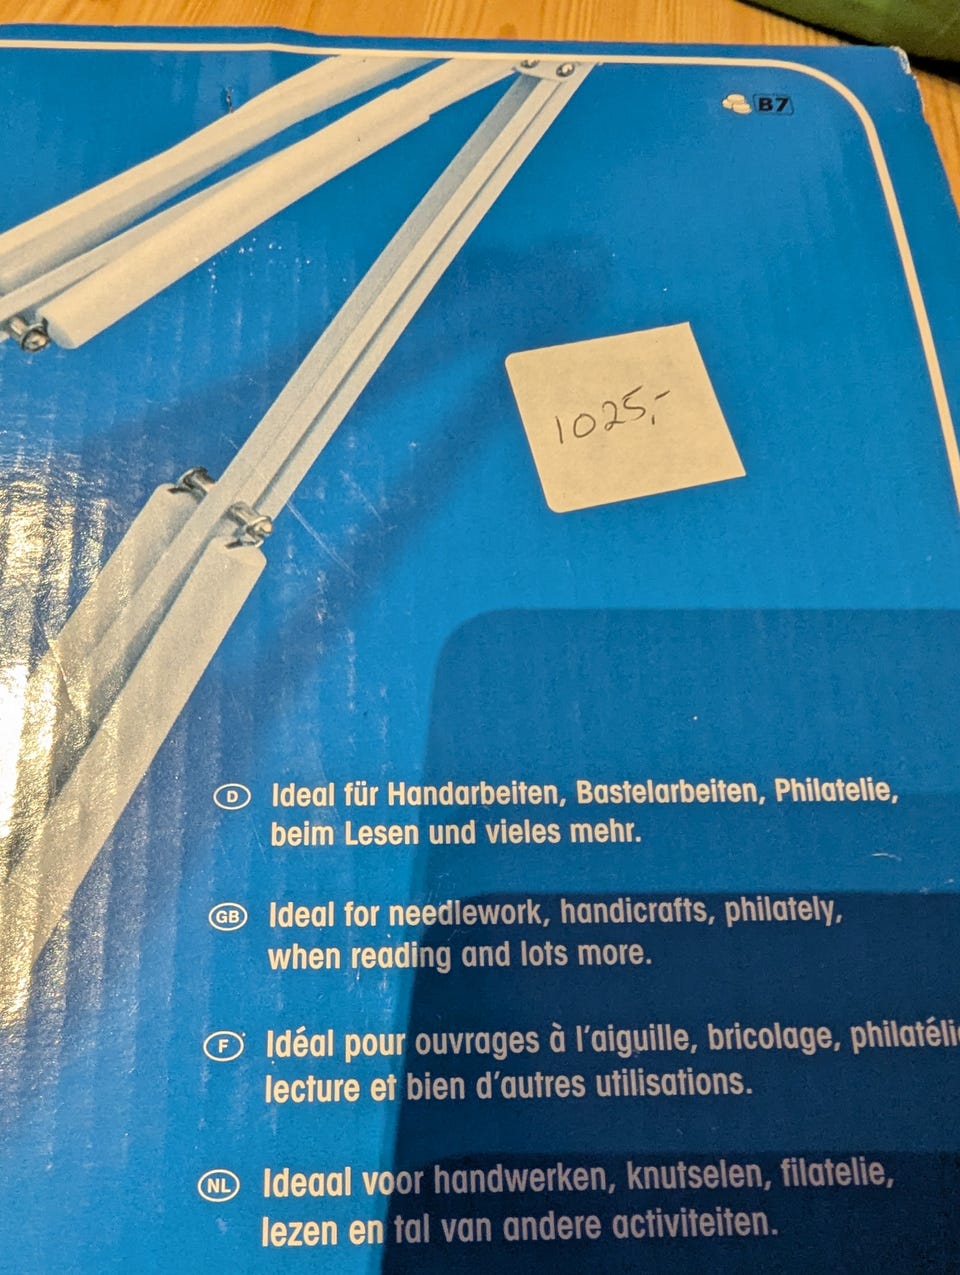 B7
1025,-
D Ideal für Handarbeiten, Bastelarbeiten, Philatelie,
beim Lesen und vieles mehr.
GB Ideal for needlework, handicrafts, philately,
when reading and lots more.
F Idéal pour ouvrages à l'aiguille, bricolage, philatélie
lecture et bien d'autres utilisations.
NL Ideaal voor handwerken, knutselen, filatelie,
lezen en tal van andere activiteiten.